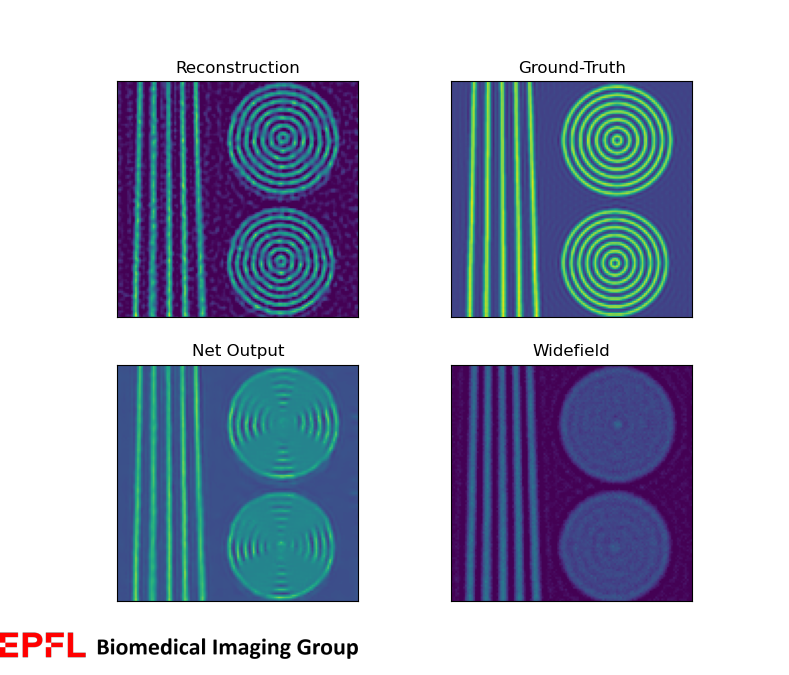 Reconstruction
Ground-Truth
Net Output
Widefield
EPFL Biomedical Imaging Group